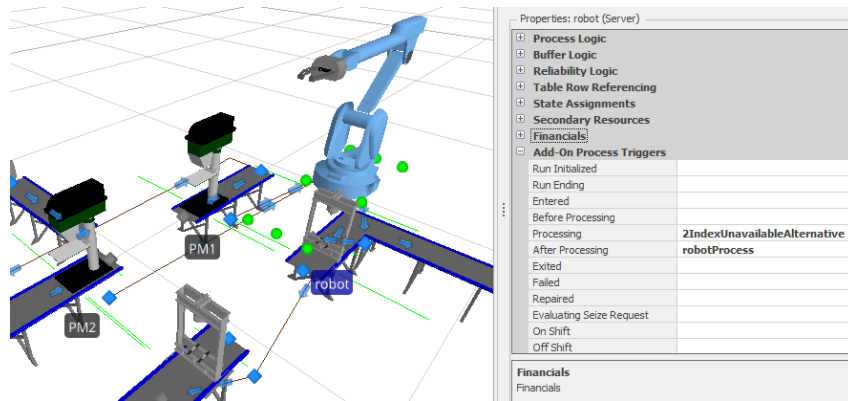 PM1
PM2
robot
Properties: robot (Server)
Process Logic
Buffer Logic
Reliability Logic
Table Row Referencing
State Assignments
Secondary Resources
Financials
Add-On Process Triggers
Run Initialized
Run Ending
Entered
Before Processing
Processing 2IndexUnavailableAlternative
After Processing robotProcess
Exited
Failed
Repaired
Evaluating Seize Request
On Shift
Off Shift
Financials
Financials